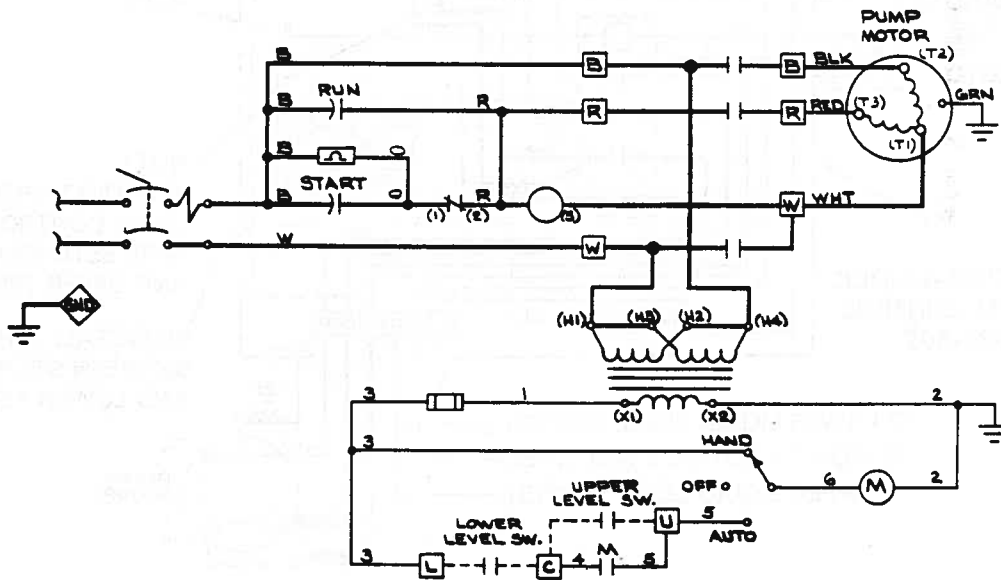 PUMP
MOTOR
(T2)
B
B
B
BLK
GRN
B
RUN
R
R
R
RED
(T3)
(T1)
B
O
START
B
O
(1)
(2)
R
(S)
W
WHT
W
W
GND
(H1)
(H3)
(H2)
(H4)
3
1
(X1)
(X2)
2
3
HAND
OFF
6
M
2
UPPER
LEVEL SW.
U
5
AUTO
LOWER
LEVEL SW.
3
L
C
4
M
5